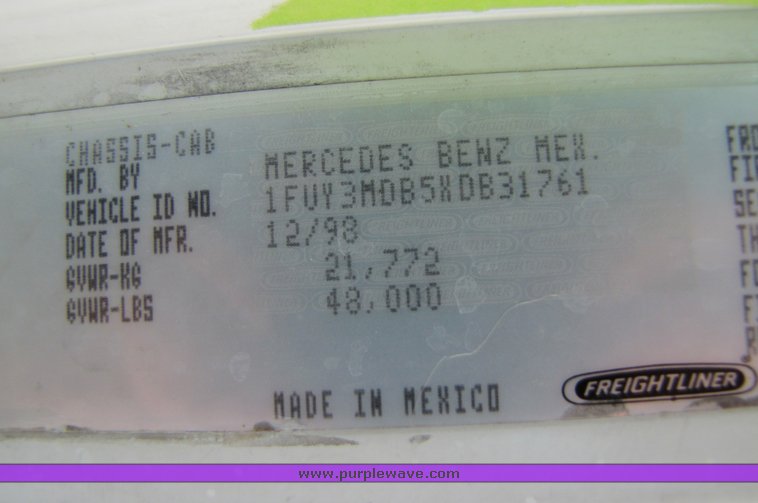 CHASSIS-CAB
MFD. BY MERCEDES BENZ MEX.
VEHICLE ID NO. 1FVY3MDB5XDB31761
DATE OF MFR. 12/98
GVWR-KG 21,772
GVWR-LBS 48,000
MADE IN MEXICO
FREIGHTLINER
www.purplewave.com